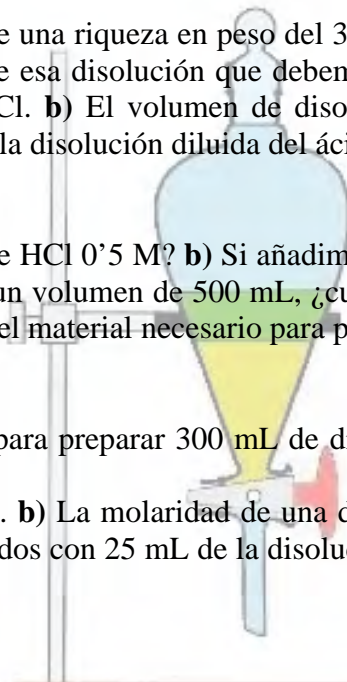 e una riqueza en peso del 3
e esa disolución que deben
Cl. b) El volumen de diso
la disolución diluida del áci
e HCl 0’5 M? b) Si añadim
un volumen de 500 mL, ¿cu
el material necesario para p
para preparar 300 mL de di
. b) La molaridad de una d
dos con 25 mL de la disolu